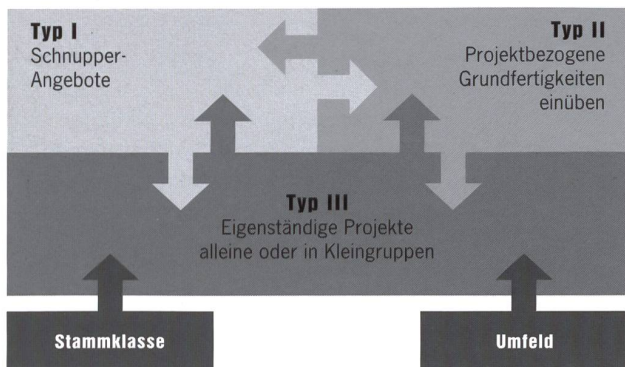 Typ I
Schnupper-
Angebote
Typ II
Projektbezogene
Grundfertigkeiten
einüben
Typ III
Eigenständige Projekte
alleine oder in Kleingruppen
Stammklasse
Umfeld